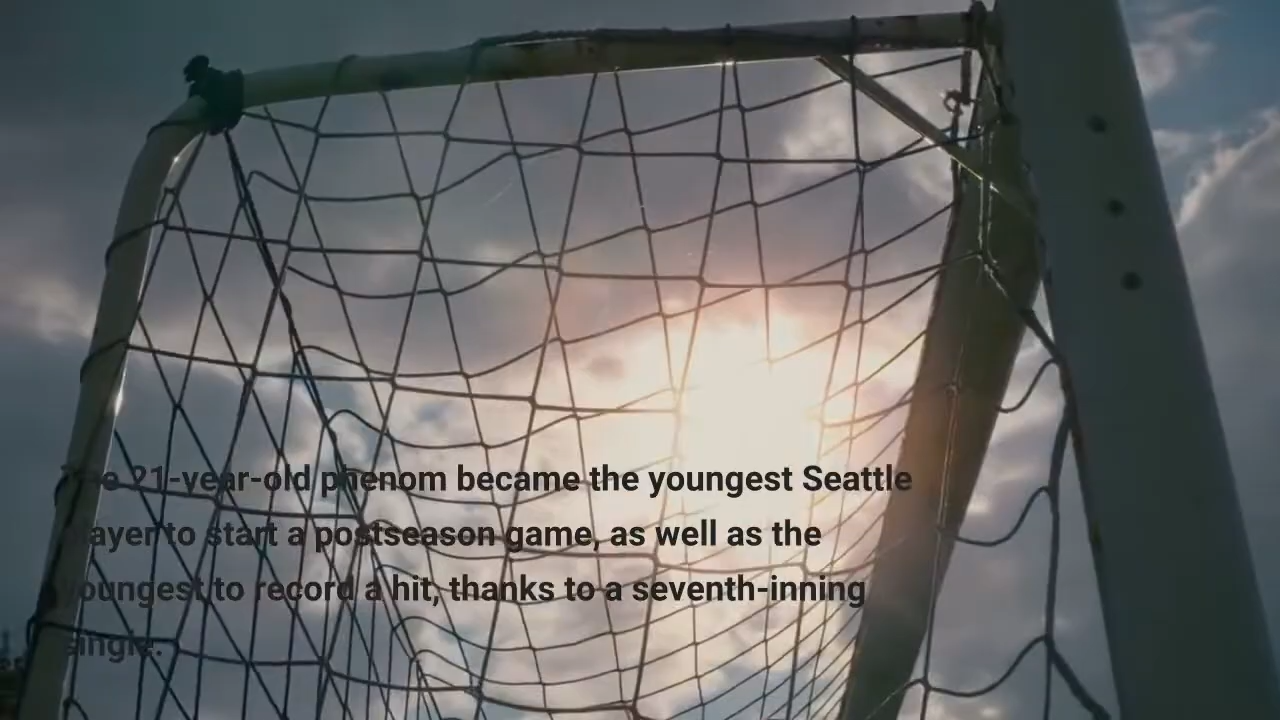 The 21-year-old phenom became the youngest Seattle
player to start a postseason game, as well as the
youngest to record a hit, thanks to a seventh-inning
single.